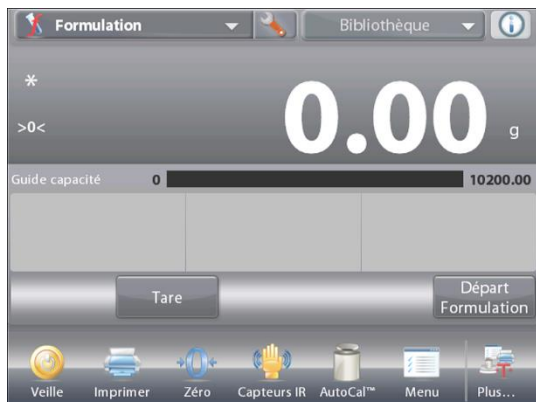 Formulation Bibliothèque
*
>0< 0.00 g
Guide capacité 0 10200.00
Tare Départ Formulation
Veille Imprimer Zéro Capteurs IR AutoCal™ Menu Plus...